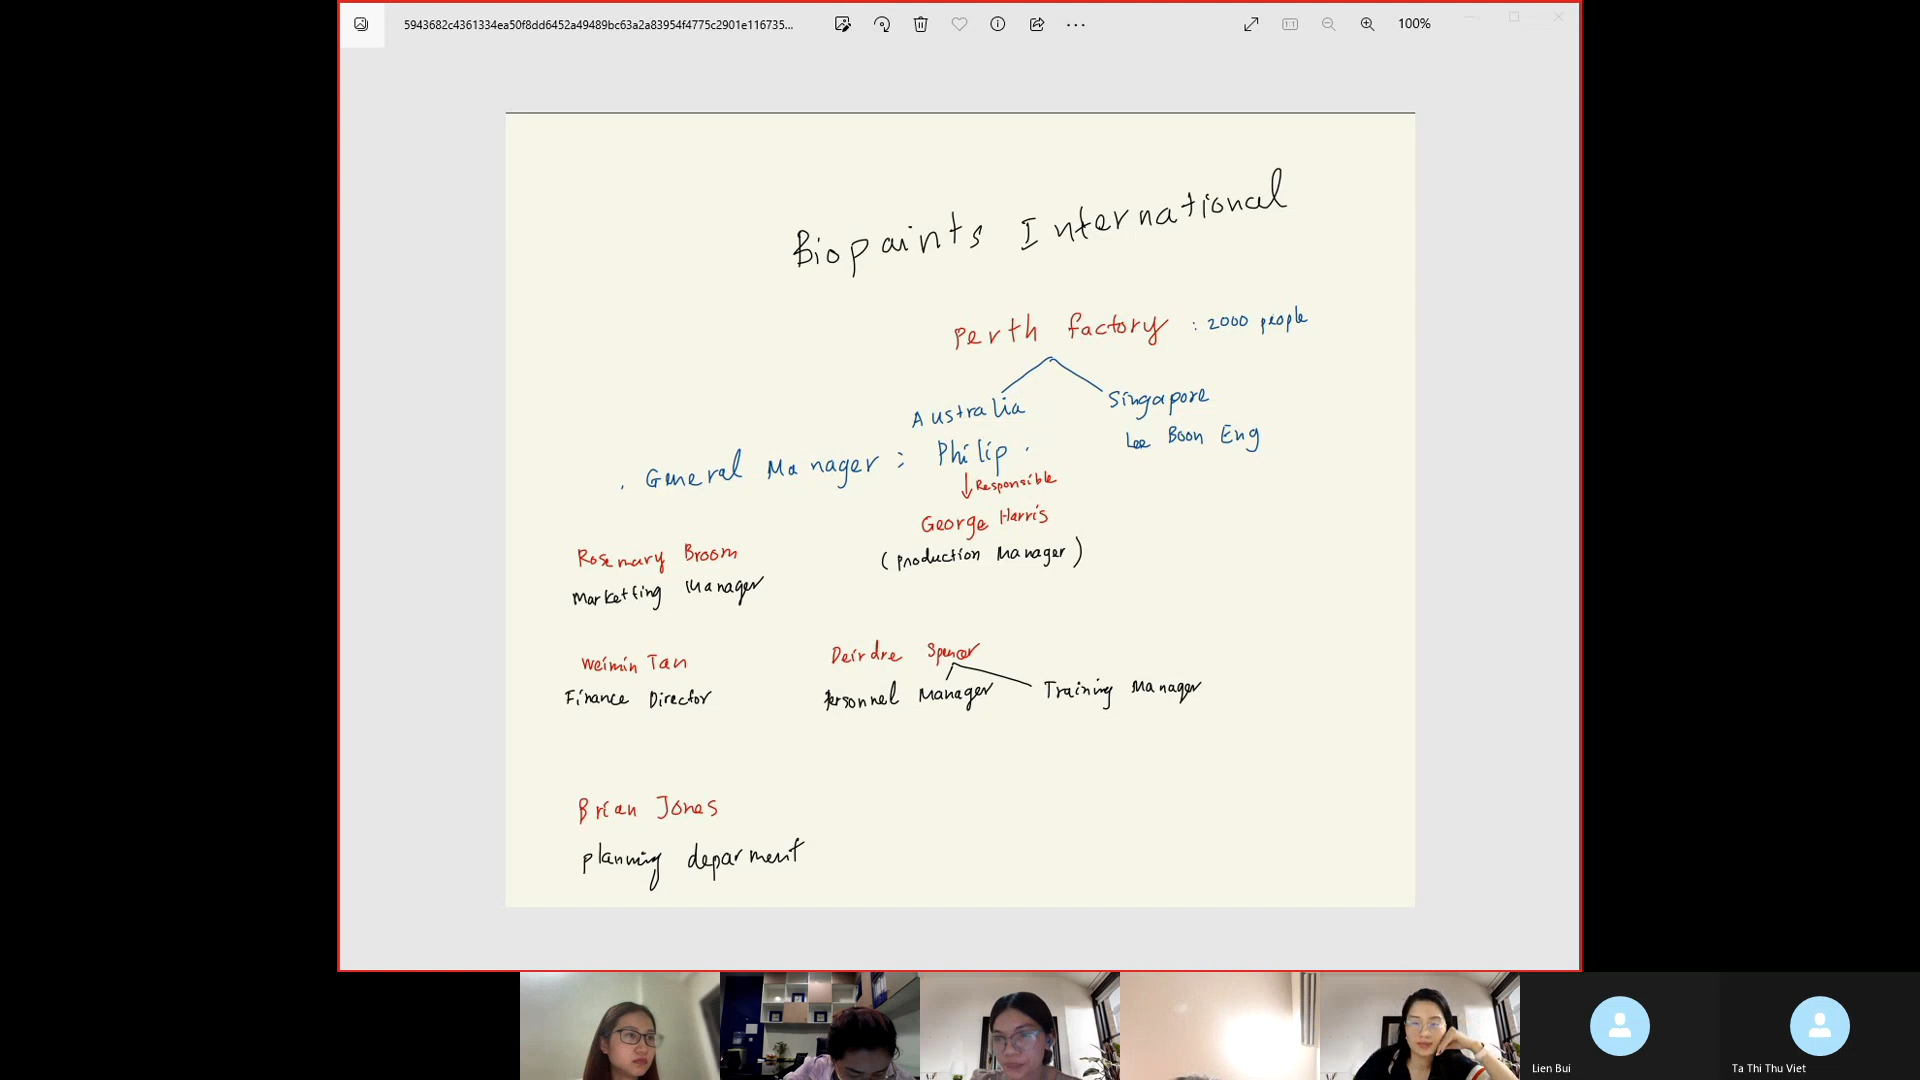 5943682c4361334ea50f8dd6452a49489bc63a2a83954f4775c2901e116735...
100%
Biopaints International
Perth factory : 2000 people
Australia Singapore
Philip Lee Boon Eng
General Manager :
Responsible
George Harris
(production Manager)
Rosemary Broom
Marketting Manager
Weimin Tan
Finance Director
Deirdre Spencer
Personnel Manager Training Manager
Brian Jones
planning deparment
Lien Bui
Ta Thi Thu Viet